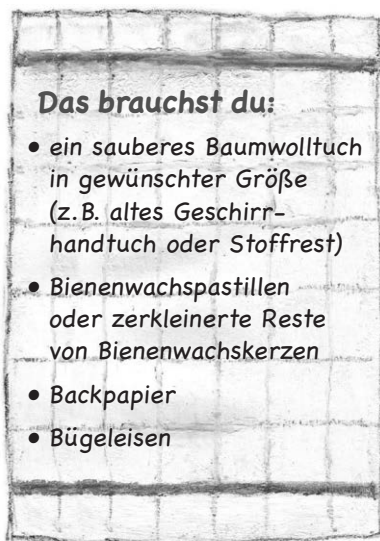 Das brauchst du:
• ein sauberes Baumwolltuch
in gewünschter Größe
(z.B. altes Geschirr-
handtuch oder Stoffrest)
• Bienenwachspastillen
oder zerkleinerte Reste
von Bienenwachskerzen
• Backpapier
• Bügeleisen